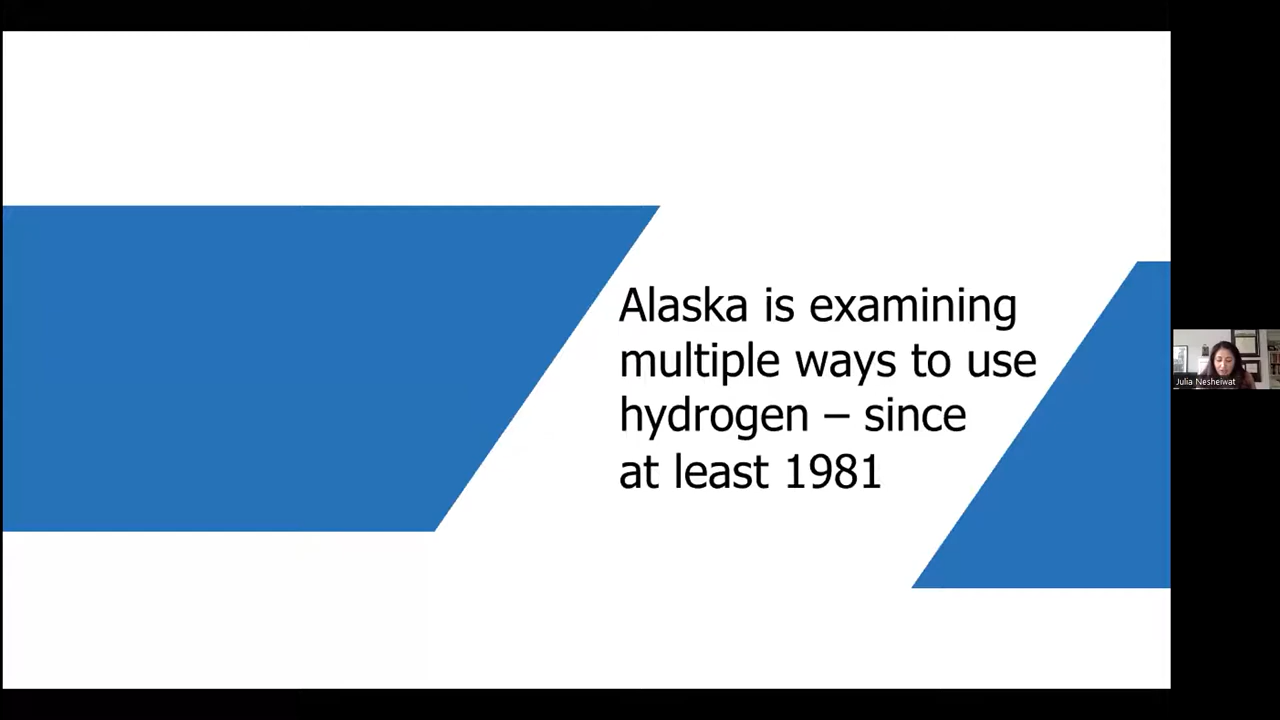 Alaska is examining
multiple ways to use
hydrogen – since
at least 1981
Julia Nesheiwat